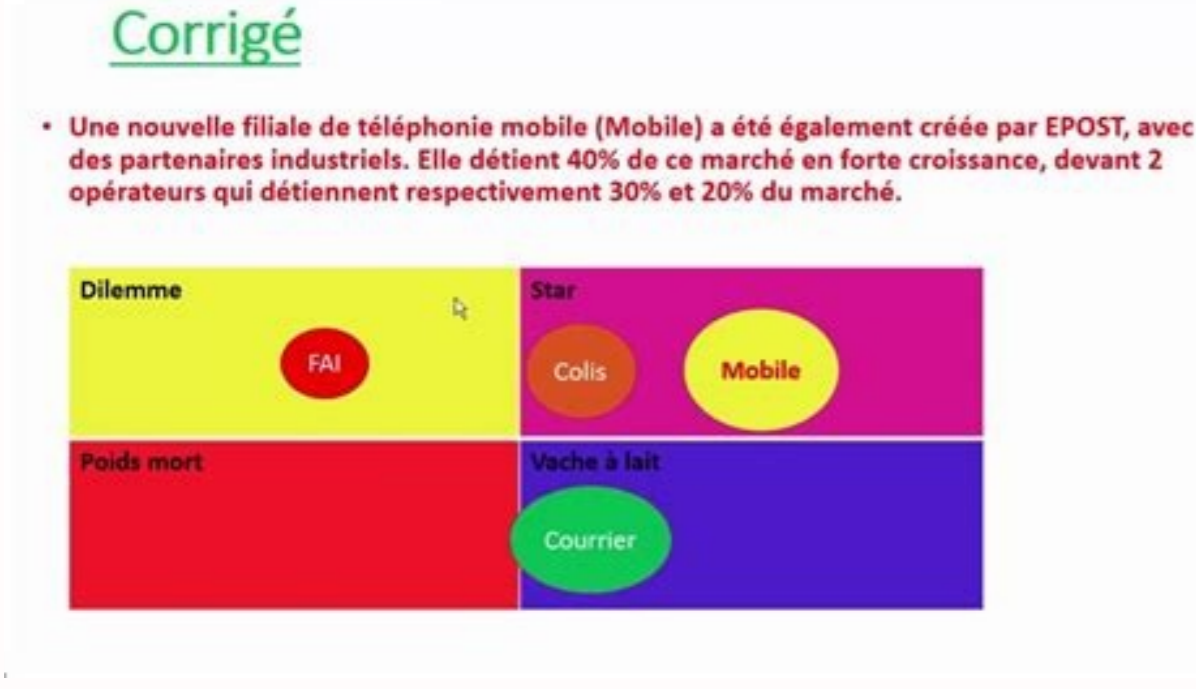 Corrigé
• Une nouvelle filiale de téléphonie mobile (Mobile) a été également créée par EPOST, avec
des partenaires industriels. Elle détient 40% de ce marché en forte croissance, devant 2
opérateurs qui détiennent respectivement 30% et 20% du marché.
Dilemme
Star
FAI
Colis
Mobile
Poids mort
Vache à lait
Courrier